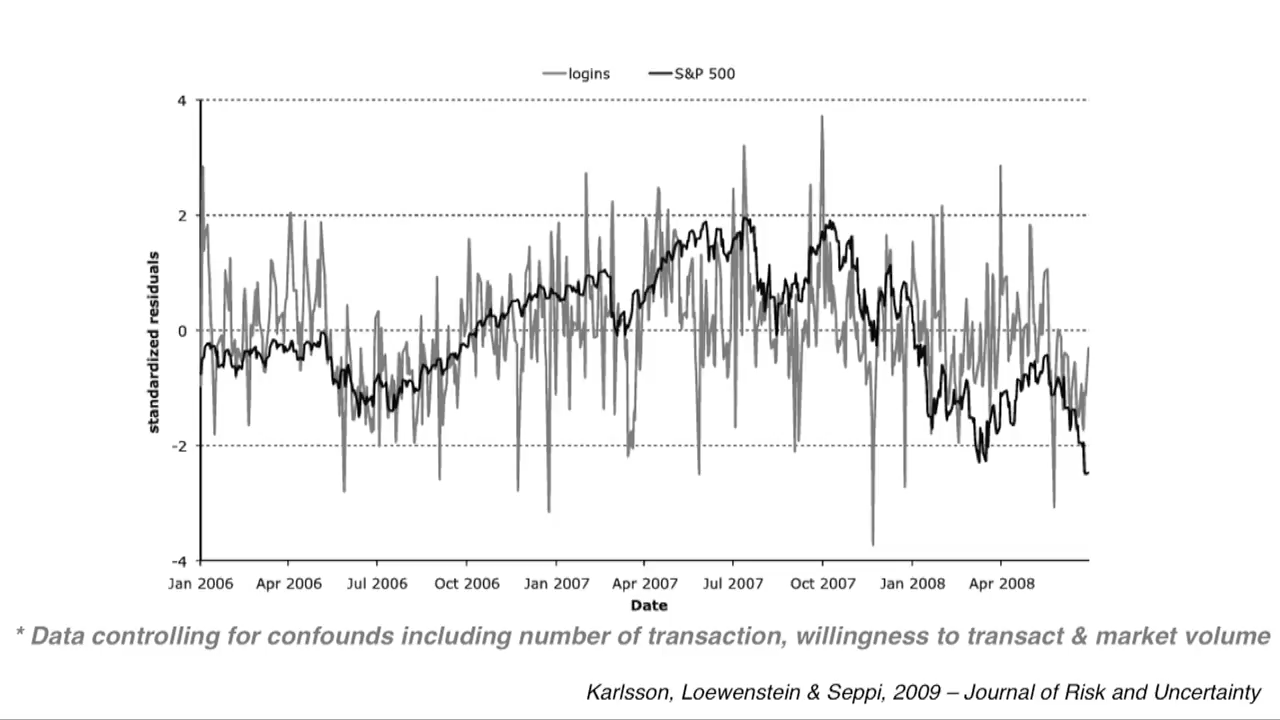 logins S&P 500
4
2
0
-2
-4
standardized residuals
Jan 2006 Apr 2006 Jul 2006 Oct 2006 Jan 2007 Apr 2007 Jul 2007 Oct 2007 Jan 2008 Apr 2008
Date
* Data controlling for confounds including number of transaction, willingness to transact & market volume
Karlsson, Loewenstein & Seppi, 2009 – Journal of Risk and Uncertainty